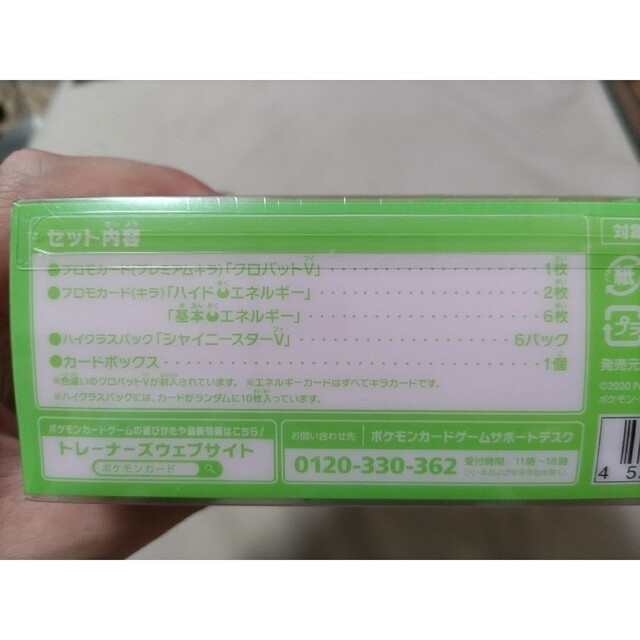 セット内容
●プロモカード(プレミアムキラ)「クロバットV」 1枚
●プロモカード(キラ)「ハイド エネルギー」 2枚
「基本 エネルギー」 6枚
●ハイクラスパック「シャイニースターV」 6パック
●カードボックス 1個
※色違いのクロバットVが封入されています。 ※エネルギーカードはすべてキラカードです。
※ハイクラスパックには、カードがランダムに10枚入っています。
ポケモンカードゲームの遊びかたや最新情報はこちら!
トレーナーズウェブサイト
ポケモンカード
お問い合わせ先 ポケモンカードゲームサポートデスク
0120-330-362 受付時間:11時~18時
対象
紙
プラ
発売元
©2020
ポケモン・
4 5